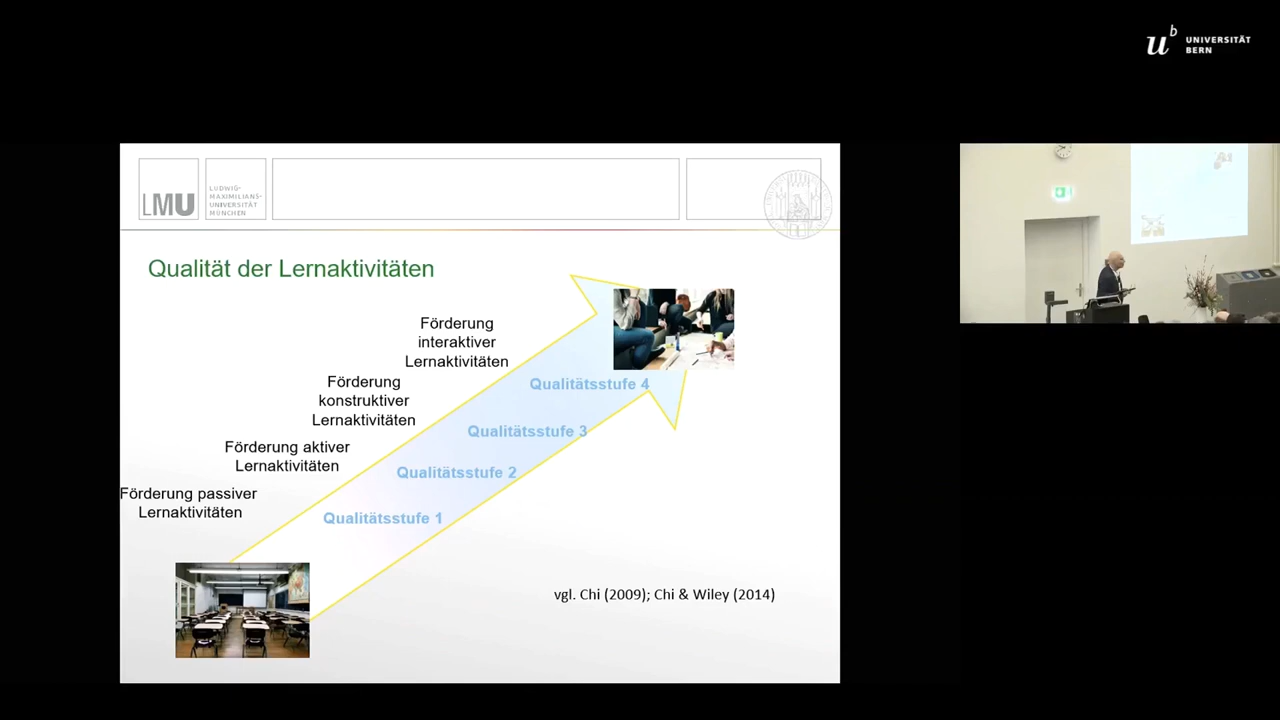 u
b
UNIVERSITÄT
BERN
LMU
LUDWIG-
MAXIMILIANS-
UNIVERSITÄT
MÜNCHEN
Qualität der Lernaktivitäten
Förderung
interaktiver
Lernaktivitäten
Förderung
konstruktiver
Lernaktivitäten
Förderung aktiver
Lernaktivitäten
Förderung passiver
Lernaktivitäten
Qualitätsstufe 4
Qualitätsstufe 3
Qualitätsstufe 2
Qualitätsstufe 1
vgl. Chi (2009); Chi & Wiley (2014)